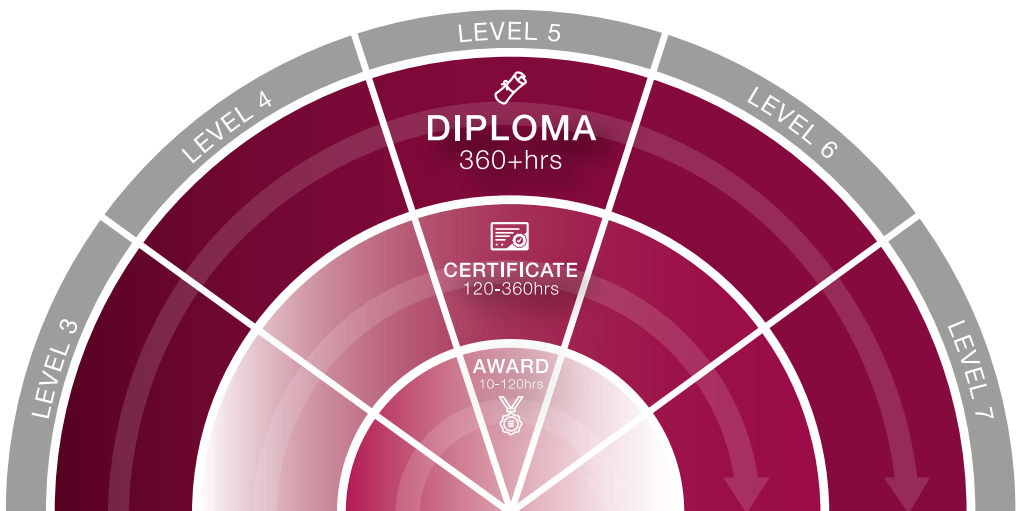 LEVEL 3
LEVEL 4
LEVEL 5
LEVEL 6
LEVEL 7
DIPLOMA
360+hrs
CERTIFICATE
120-360hrs
AWARD
10-120hrs